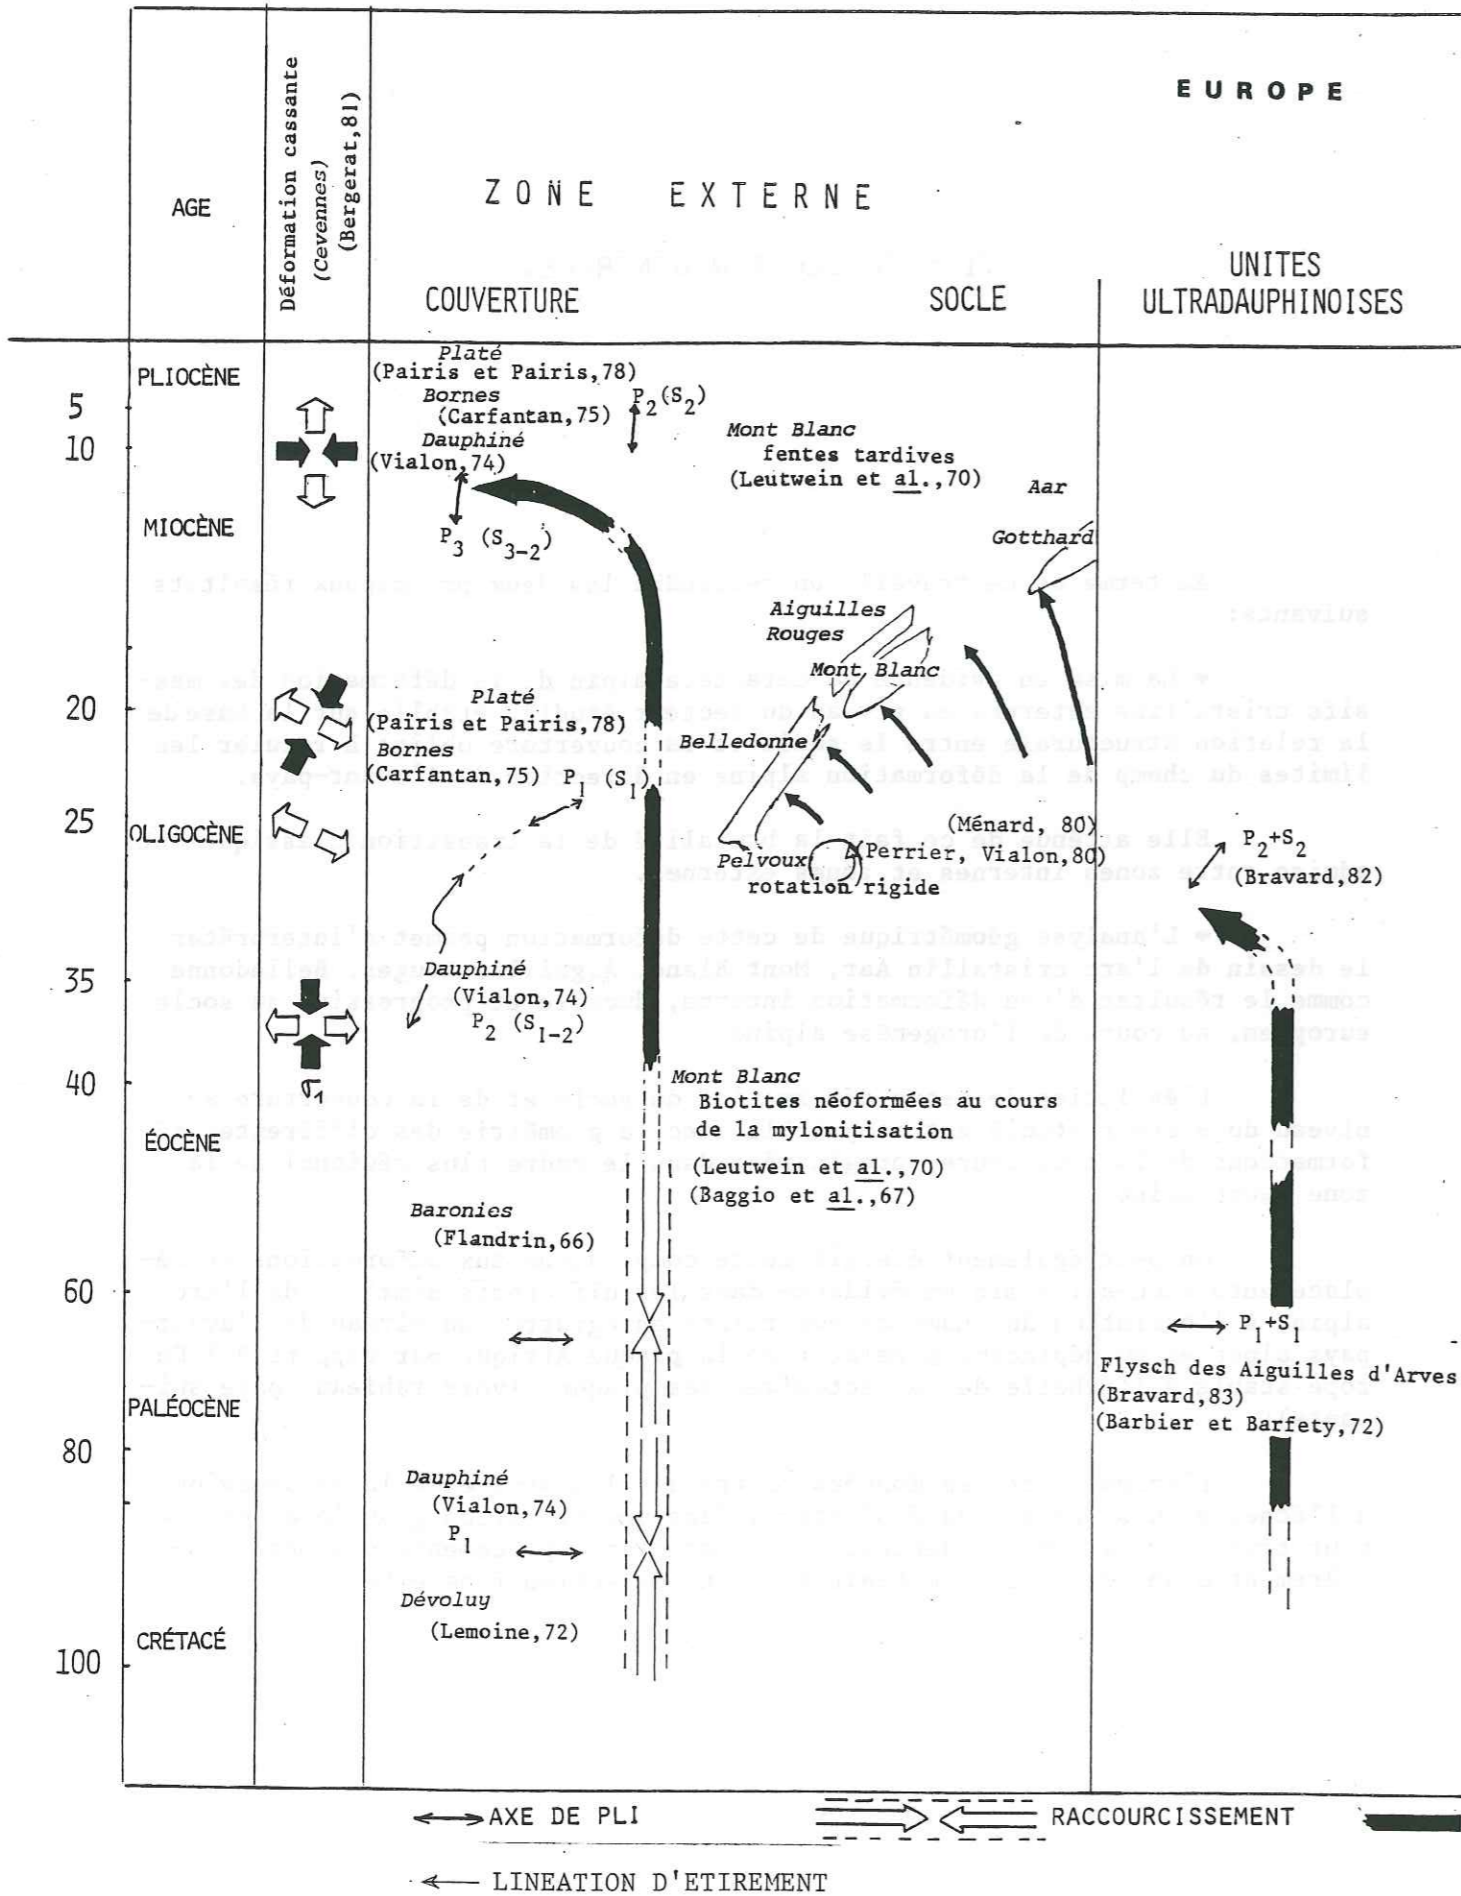 EUROPE
Déformation cassante
(Cevennes)
(Bergerat,81)
AGE
ZONE EXTERNE
COUVERTURE
SOCLE
UNITES
ULTRADAUPHINOISES
PLIOCÈNE
5
10
MIOCÈNE
20
25
OLIGOCÈNE
35
40
ÉOCÈNE
60
PALÉOCÈNE
80
CRÉTACÉ
100
σ1
Platé
(Pairis et Pairis,78)
Bornes
(Carfantan,75)
P2(S2)
Dauphiné
(Vialon,74)
P3 (S3-2)
Mont Blanc
fentes tardives
(Leutwein et al.,70)
Aar
Gotthard
Aiguilles
Rouges
Mont Blanc
Belledonne
Platé
(Pairis et Pairis,78)
Bornes
(Carfantan,75) P1 (S1)
(Ménard, 80)
Pelvoux (Perrier, Vialon,80)
rotation rigide
P2+S2
(Bravard,82)
Dauphiné
(Vialon,74)
P2 (S1-2)
Mont Blanc
Biotites néoformées au cours
de la mylonitisation
(Leutwein et al.,70)
(Baggio et al.,67)
Baronies
(Flandrin,66)
P1+S1
Flysch des Aiguilles d'Arves
(Bravard,83)
(Barbier et Barfety,72)
Dauphiné
(Vialon,74)
P1
Dévoluy
(Lemoine,72)
AXE DE PLI
RACCOURCISSEMENT
LINEATION D'ETIREMENT